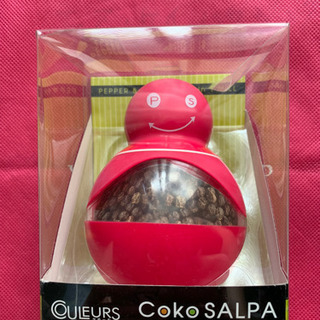 PEPPER &
P S
COULEURS
Coko SALPA